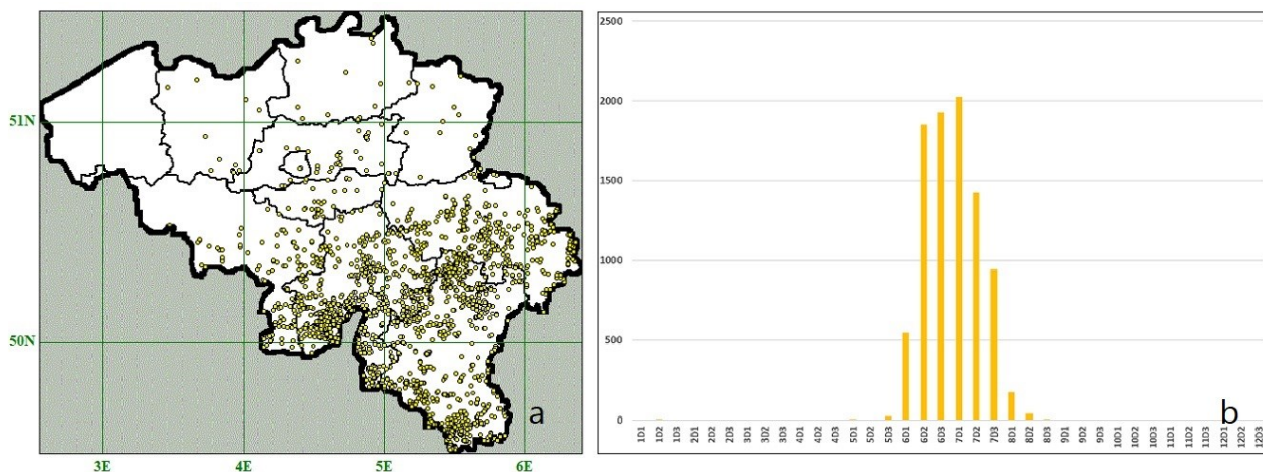 51N
50N
3E
4E
5E
6E
a
2500
2000
1500
1000
500
0
1D1
1D2
1D3
2D1
2D2
2D3
3D1
3D2
3D3
4D1
4D2
4D3
5D1
5D2
5D3
6D1
6D2
6D3
7D1
7D2
7D3
8D1
8D2
8D3
9D1
9D2
9D3
10D1
10D2
10D3
11D1
11D2
11D3
12D1
12D2
12D3
b